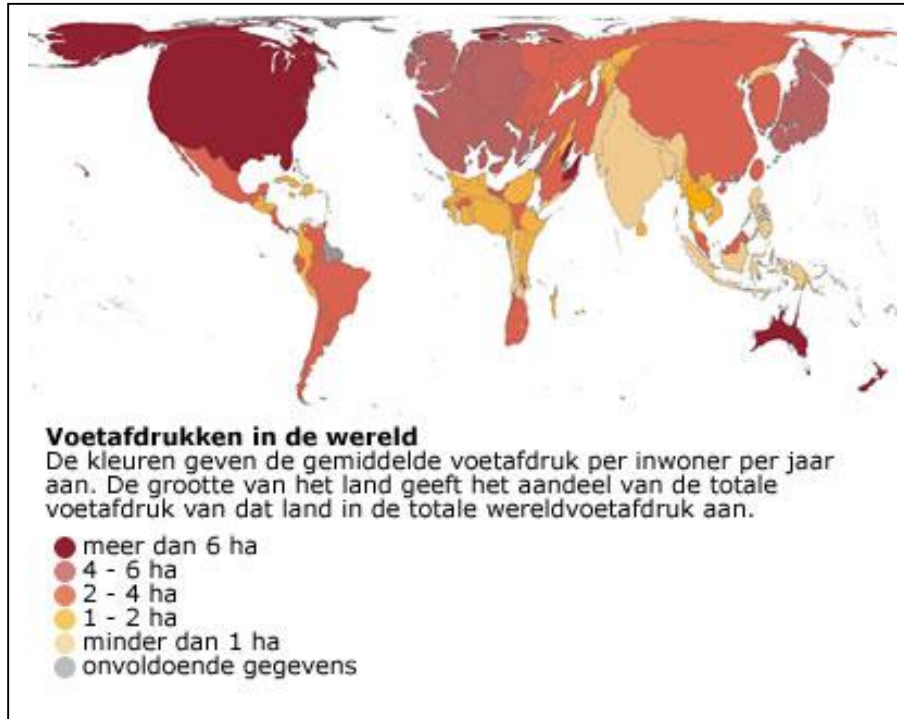 Voetafdrukken in de wereld
De kleuren geven de gemiddelde voetafdruk per inwoner per jaar
aan. De grootte van het land geeft het aandeel van de totale
voetafdruk van dat land in de totale wereldvoetafdruk aan.
meer dan 6 ha
4 - 6 ha
2 - 4 ha
1 - 2 ha
minder dan 1 ha
onvoldoende gegevens